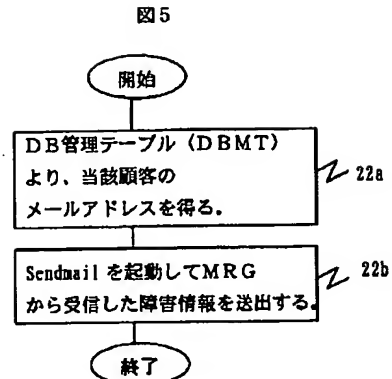 図5
開始
DB管理テーブル（DBMT）
より、当該顧客の
メールアドレスを得る。
22a
Sendmail を起動してMRG
から受信した障害情報を送出する。
22b
終了